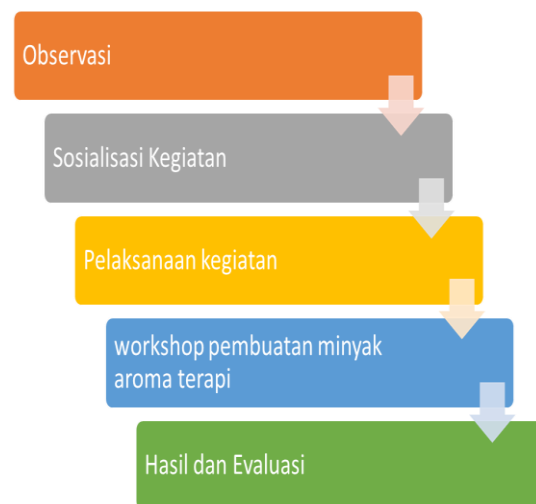 Observasi
Sosialisasi Kegiatan
Pelaksanaan kegiatan
workshop pembuatan minyak
aroma terapi
Hasil dan Evaluasi